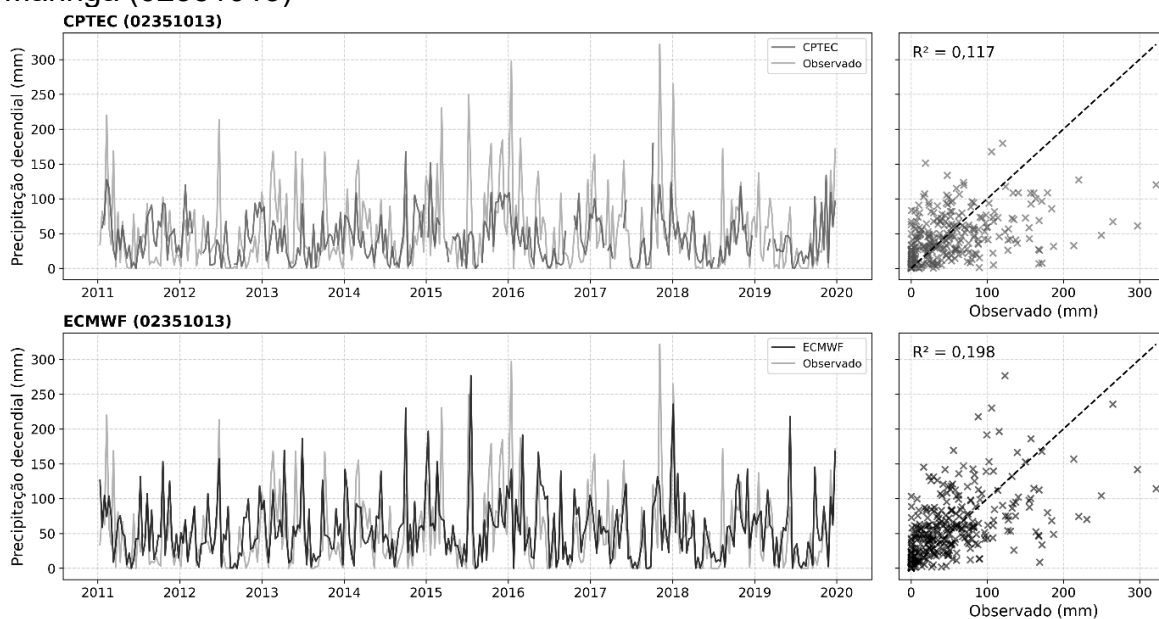 CPTEC (02351013)
Precipitação decendial (mm)
300
250
200
150
100
50
0
CPTEC
Observado
2011 2012 2013 2014 2015 2016 2017 2018 2019 2020
R² = 0,117
0 100 200 300
Observado (mm)
ECMWF (02351013)
Precipitação decendial (mm)
300
250
200
150
100
50
0
ECMWF
Observado
2011 2012 2013 2014 2015 2016 2017 2018 2019 2020
R² = 0,198
0 100 200 300
Observado (mm)